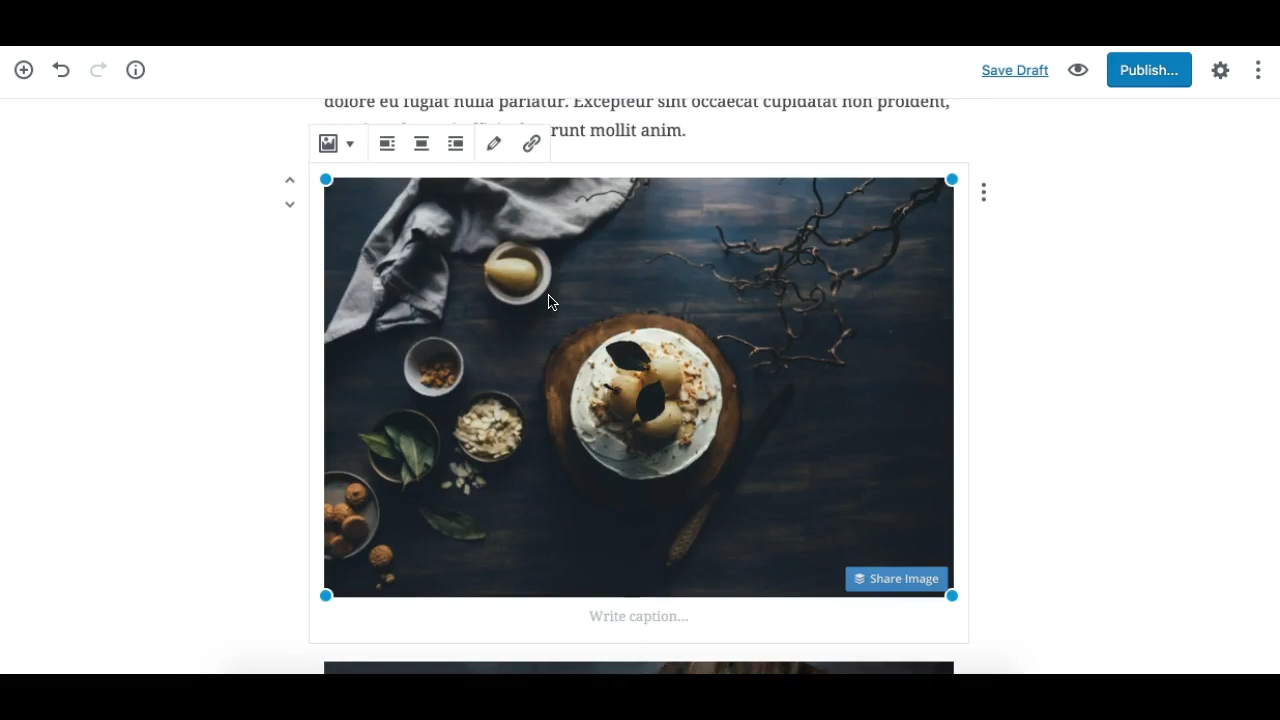 Save Draft
Publish...
dolore eu fugiat nulla pariatur. Excepteur sint occaecat cupidatat non proident,
runt mollit anim.
Share Image
Write caption...